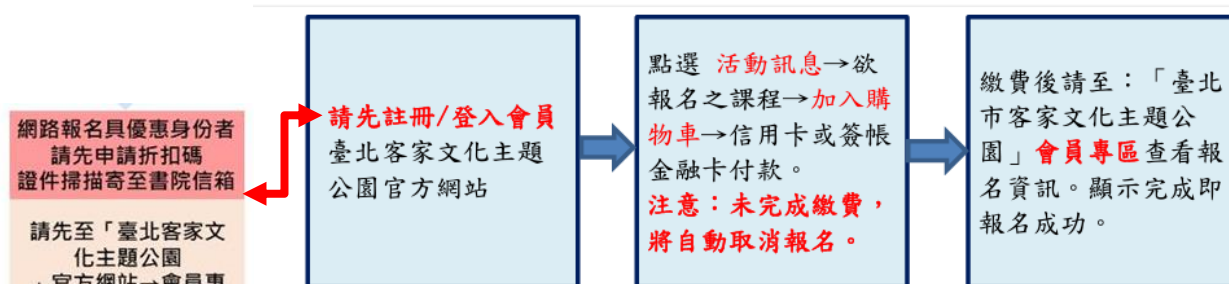 網路報名具優惠身份者
請先申請折扣碼
證件掃描寄至書院信箱
請先至「臺北客家文
化主題公園
官方網站→會員專
請先註冊/登入會員
臺北客家文化主題
公園官方網站
點選 活動訊息→欲
報名之課程→加入購
物車→信用卡或簽帳
金融卡付款。
注意：未完成繳費，
將自動取消報名。
繳費後請至：「臺北
市客家文化主題公
園」會員專區查看報
名資訊。顯示完成即
報名成功。